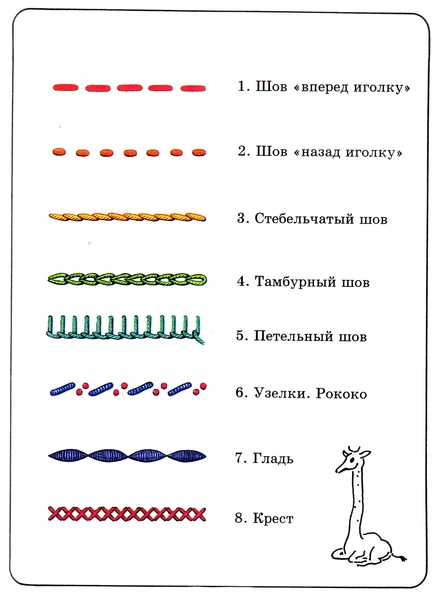 1. Шов «вперед иголку»
2. Шов «назад иголку»
3. Стебельчатый шов
4. Тамбурный шов
5. Петельный шов
6. Узелки. Рококо
7. Гладь
8. Крест